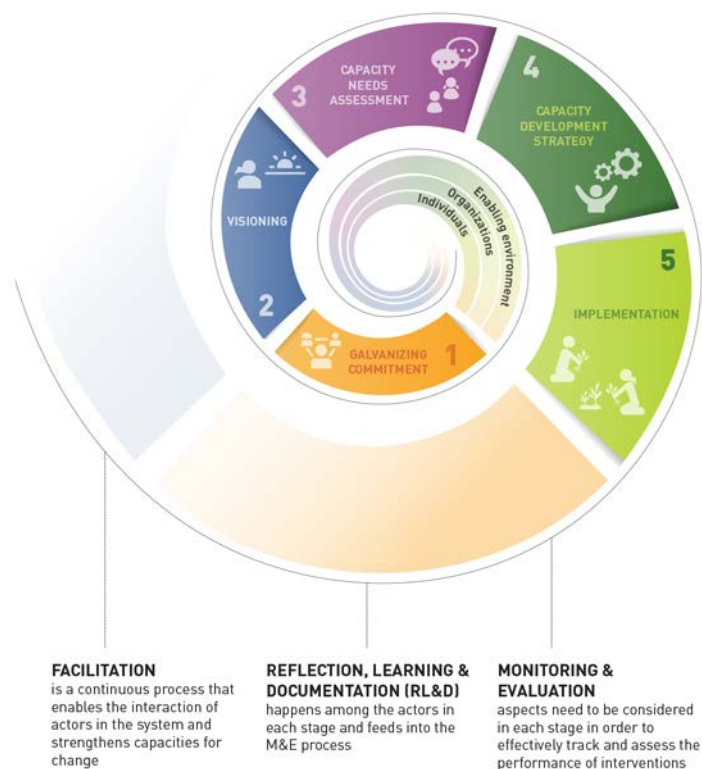 3
CAPACITY
NEEDS
ASSESSMENT
4
CAPACITY
DEVELOPMENT
STRATEGY
VISIONING
2
Individuals
Organizations
Enabling environment
5
IMPLEMENTATION
GALVANIZING
COMMITMENT
1
FACILITATION
is a continuous process that
enables the interaction of
actors in the system and
strengthens capacities for
change
REFLECTION, LEARNING &
DOCUMENTATION (RL&D)
happens among the actors in
each stage and feeds into the
M&E process
MONITORING &
EVALUATION
aspects need to be considered
in each stage in order to
effectively track and assess the
performance of interventions